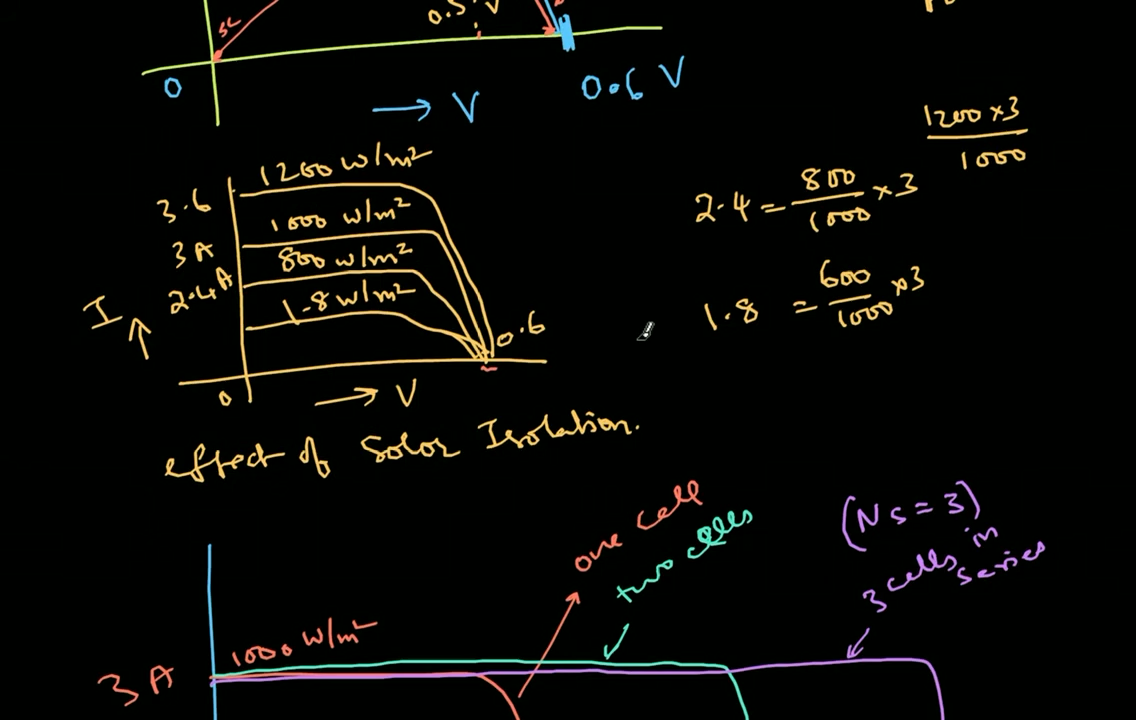 0.5 V
0
V
0.6 V
1200 x 3
1000
3.6
1200 W/m²
2.4 = 800/1000 x 3
3A
1000 W/m²
2.4A
800 W/m²
I
1.8 W/m²
1.8 = 600/1000 x 3
0.6
0
V
effect of Solor Isolation.
one cell
two cells
(Ns = 3)
3 cells in series
1000 W/m²
3A